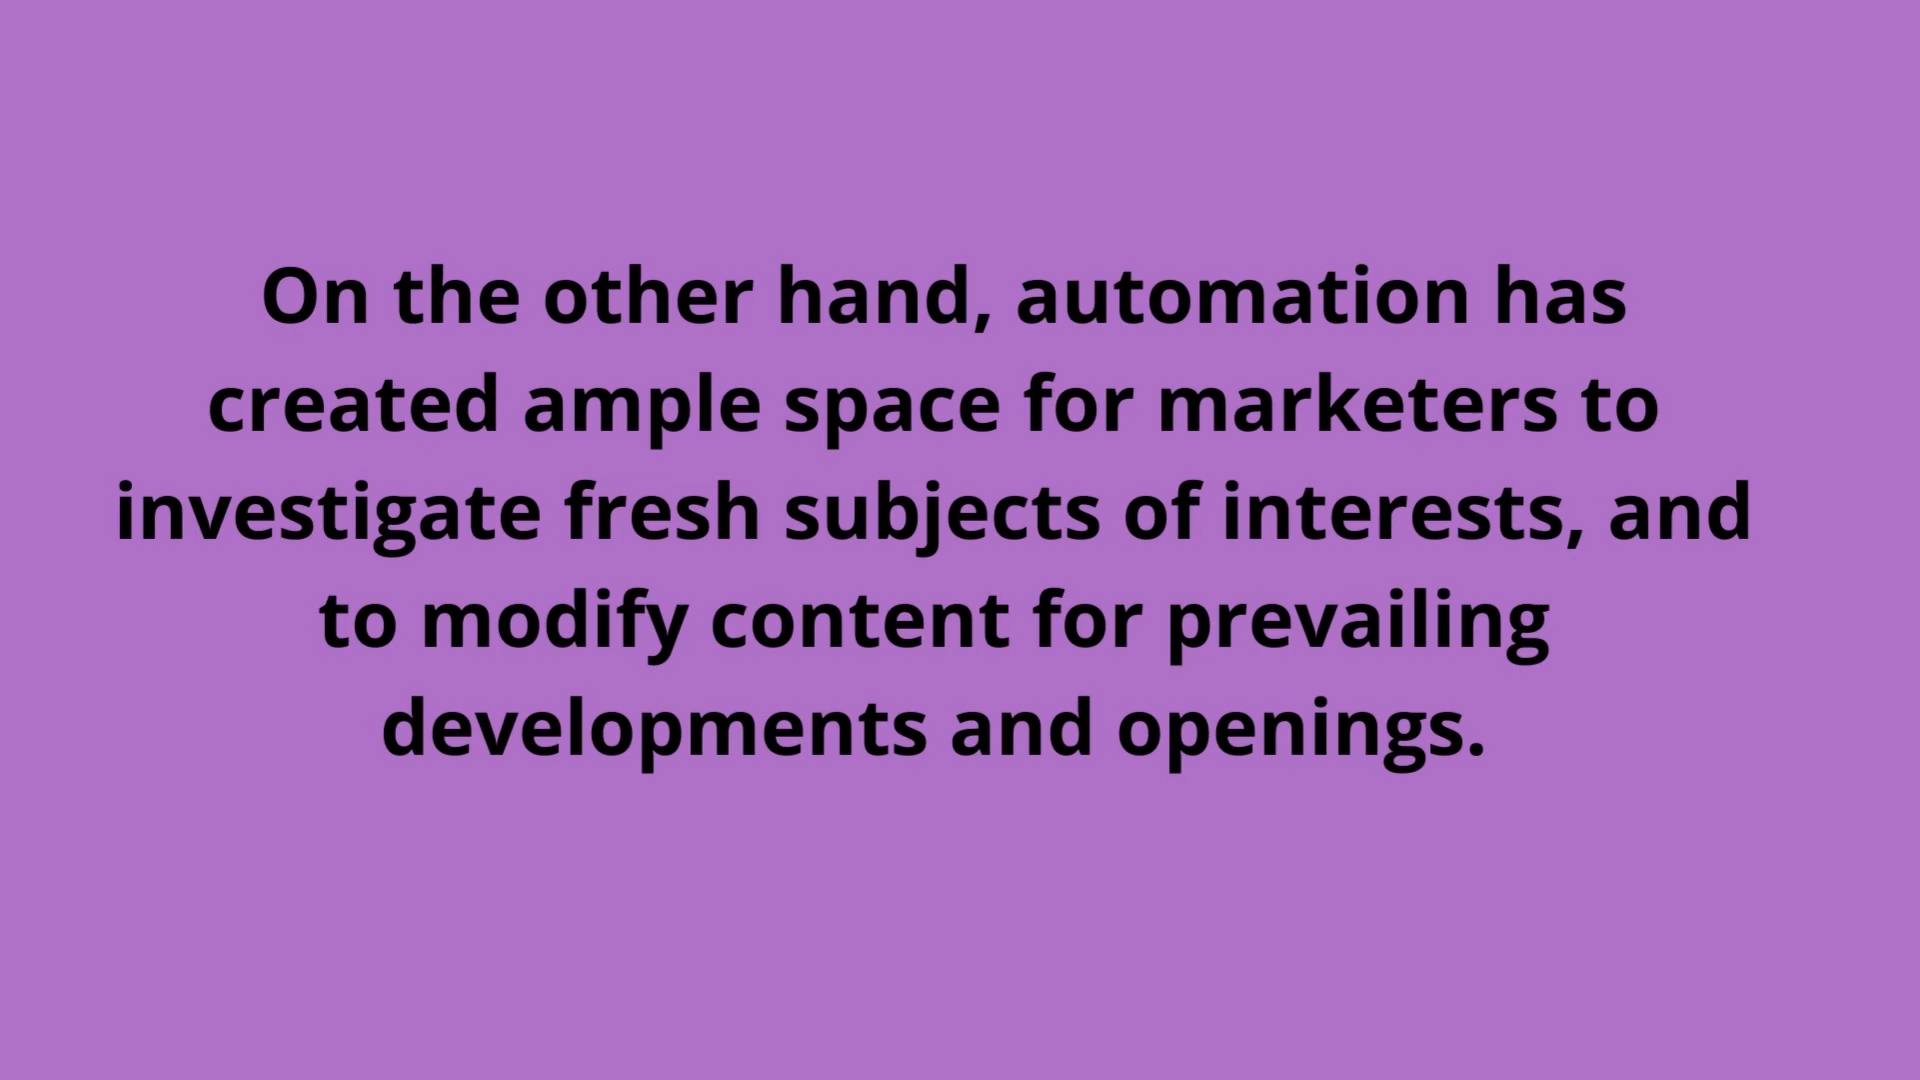 On the other hand, automation has
created ample space for marketers to
investigate fresh subjects of interests, and
to modify content for prevailing
developments and openings.